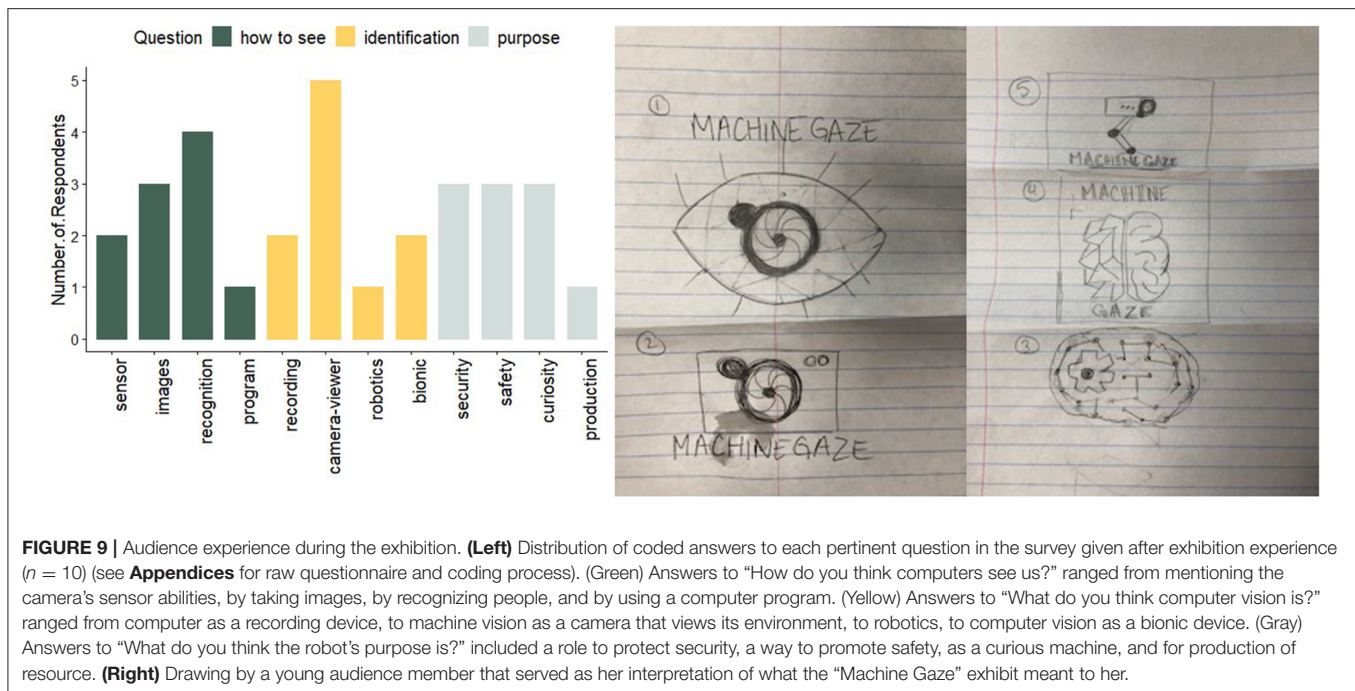 Question how to see identification purpose
Number.of.Respondents
5
4
3
2
1
0
sensor
images
recognition
program
recording
camera-viewer
robotics
bionic
security
safety
curiosity
production
1
MACHINE GAZE
2
MACHINE GAZE
5
MACHINE GAZE
4
MACHINE
GAZE
3
FIGURE 9 | Audience experience during the exhibition. (Left) Distribution of coded answers to each pertinent question in the survey given after exhibition experience
(n = 10) (see Appendices for raw questionnaire and coding process). (Green) Answers to “How do you think computers see us?” ranged from mentioning the
camera’s sensor abilities, by taking images, by recognizing people, and by using a computer program. (Yellow) Answers to “What do you think computer vision is?”
ranged from computer as a recording device, to machine vision as a camera that views its environment, to robotics, to computer vision as a bionic device. (Gray)
Answers to “What do you think the robot’s purpose is?” included a role to protect security, a way to promote safety, as a curious machine, and for production of
resource. (Right) Drawing by a young audience member that served as her interpretation of what the “Machine Gaze” exhibit meant to her.